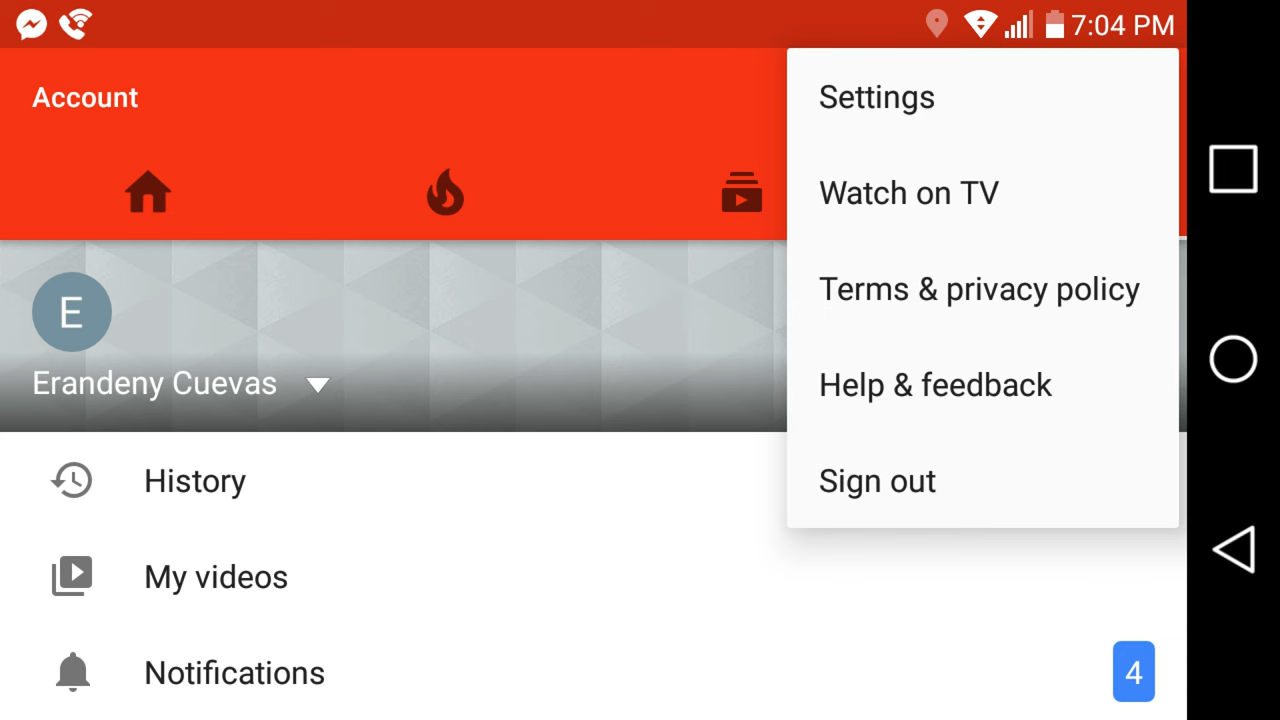 7:04 PM
Account
Settings
Watch on TV
Terms & privacy policy
Help & feedback
Sign out
E
Erandeny Cuevas
History
My videos
Notifications
4